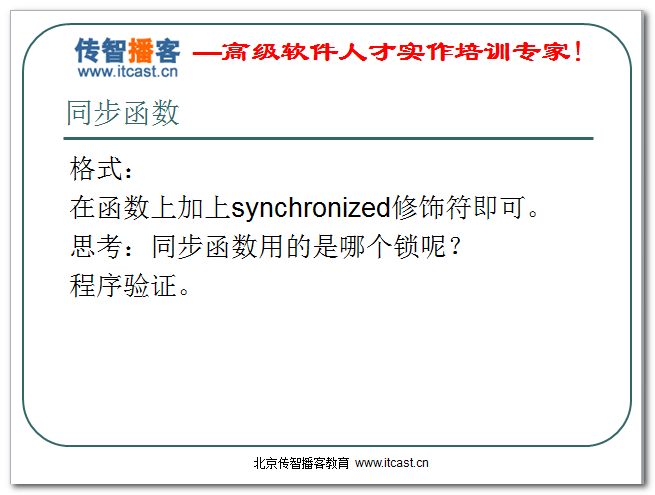 传智播客 —高级软件人才实作培训专家!
www.itcast.cn
同步函数
格式：
在函数上加上synchronized修饰符即可。
思考：同步函数用的是哪个锁呢？
程序验证。
北京传智播客教育 www.itcast.cn